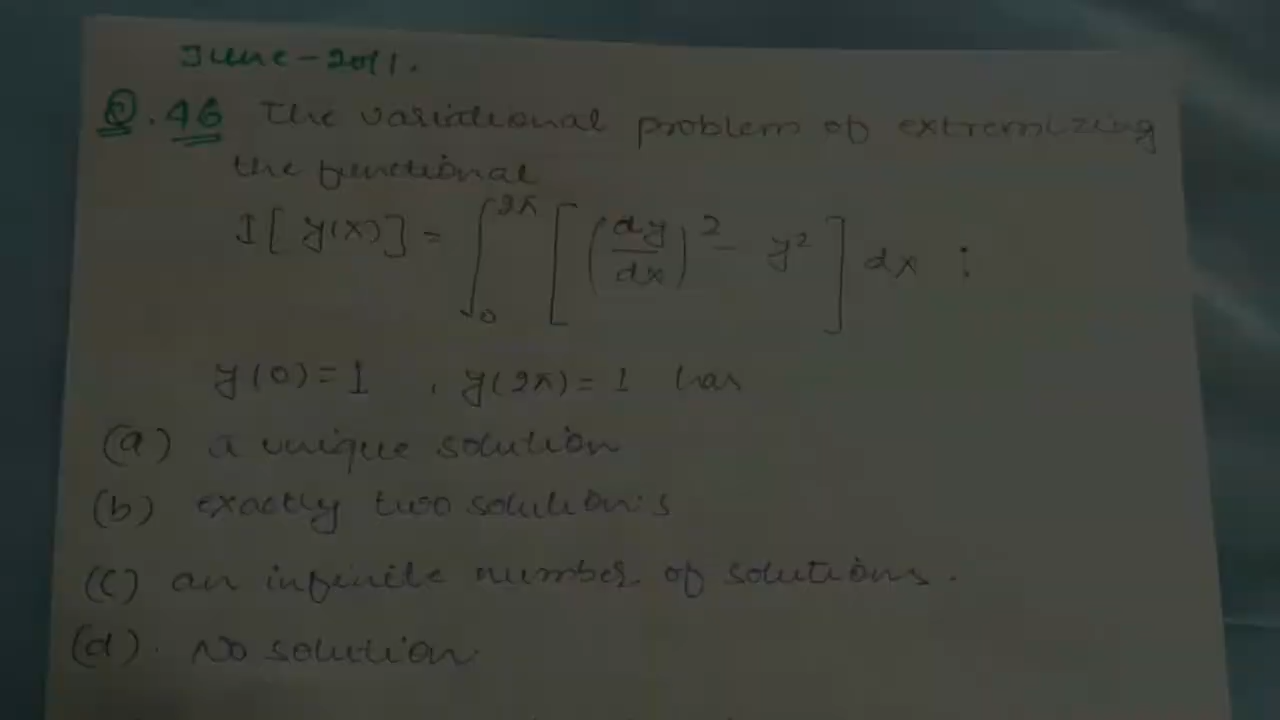 June-2011.
Q.46 The variational problem of extremizing
the functional
I[y(x)] = ∫₀^2π [(dy/dx)² - y²] dx ;
y(0)=1 , y(2π)=1 has
(a) a unique solution
(b) exactly two solutions
(c) an infinite number of solutions.
(d). No solution.